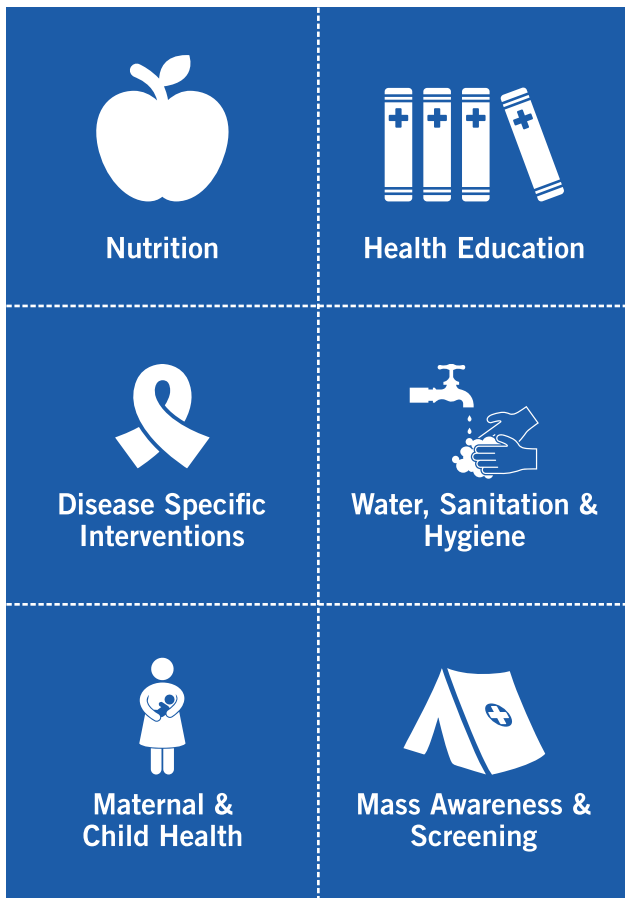 Nutrition
Health Education
Disease Specific
Interventions
Water, Sanitation &
Hygiene
Maternal &
Child Health
Mass Awareness &
Screening